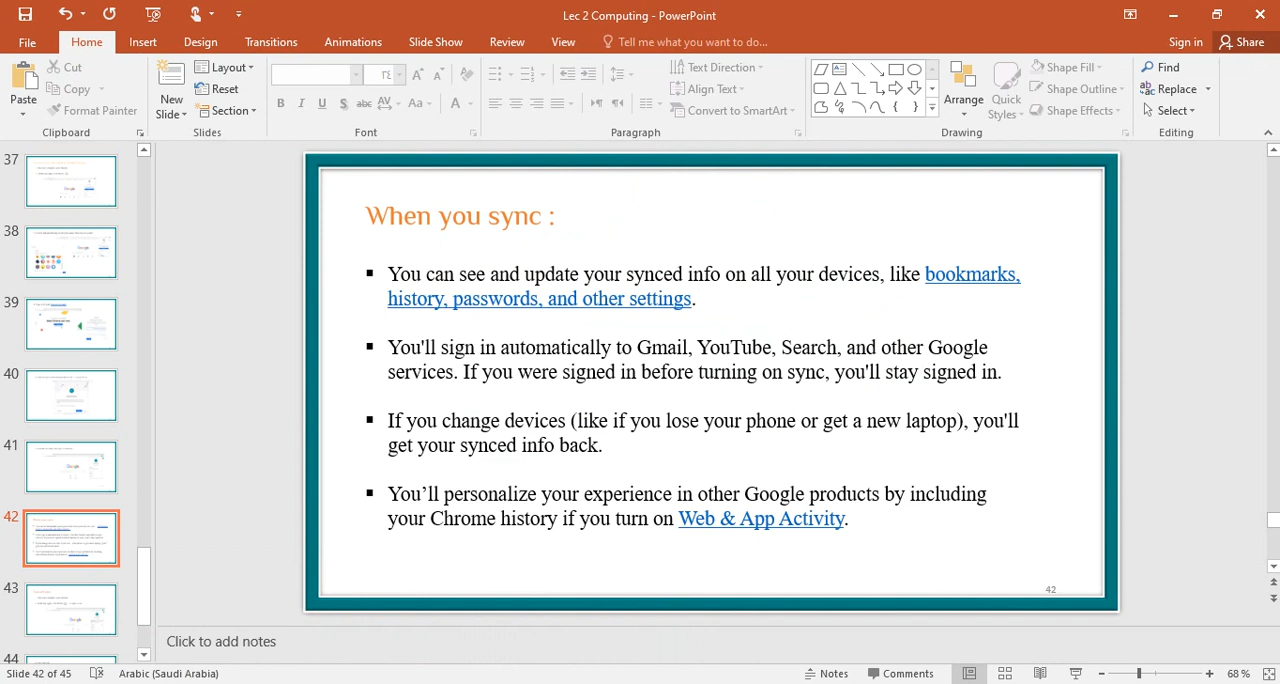 Lec 2 Computing - PowerPoint
File Home Insert Design Transitions Animations Slide Show Review View Tell me what you want to do... Sign in Share
Paste
Cut
Copy
Format Painter
Clipboard
New
Slide
Layout
Reset
Section
Slides
B I U S abc AV Aa A
Font
Text Direction
Align Text
Convert to SmartArt
Paragraph
Arrange
Quick
Styles
Shape Fill
Shape Outline
Shape Effects
Drawing
Find
Replace
Select
Editing
37
38
39
40
41
42
43
44
When you sync :
▪ You can see and update your synced info on all your devices, like bookmarks,
history, passwords, and other settings.
▪ You'll sign in automatically to Gmail, YouTube, Search, and other Google
services. If you were signed in before turning on sync, you'll stay signed in.
▪ If you change devices (like if you lose your phone or get a new laptop), you'll
get your synced info back.
▪ You’ll personalize your experience in other Google products by including
your Chrome history if you turn on Web & App Activity.
42
Click to add notes
Slide 42 of 45 Arabic (Saudi Arabia) Notes Comments 68 %